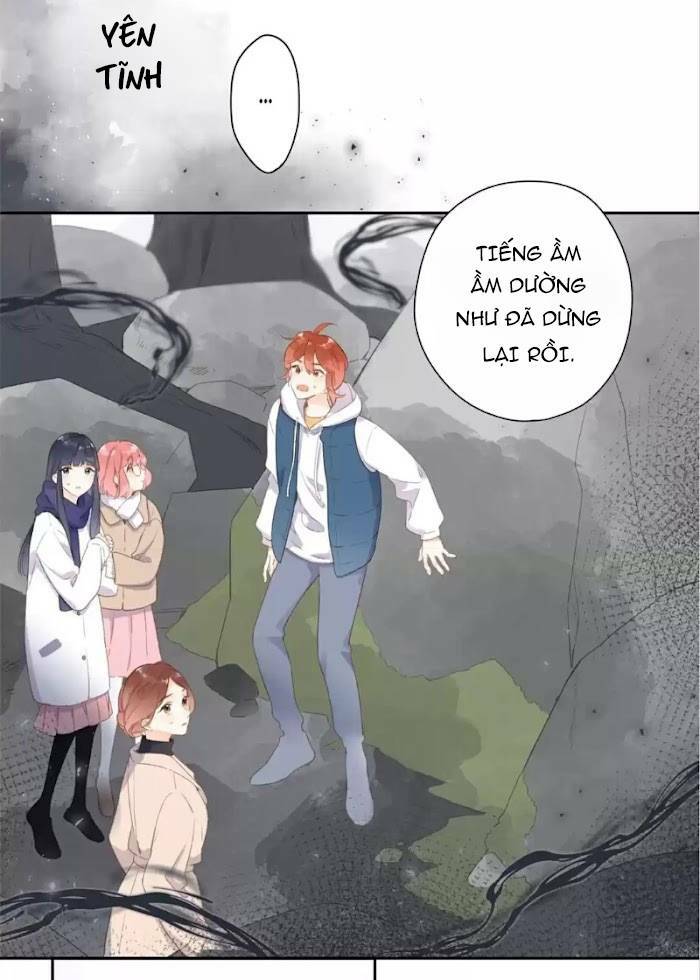 YÊN
TĨNH
...
TIẾNG ẦM
ẦM DƯỜNG
NHƯ ĐÃ DỪNG
LẠI RỒI.